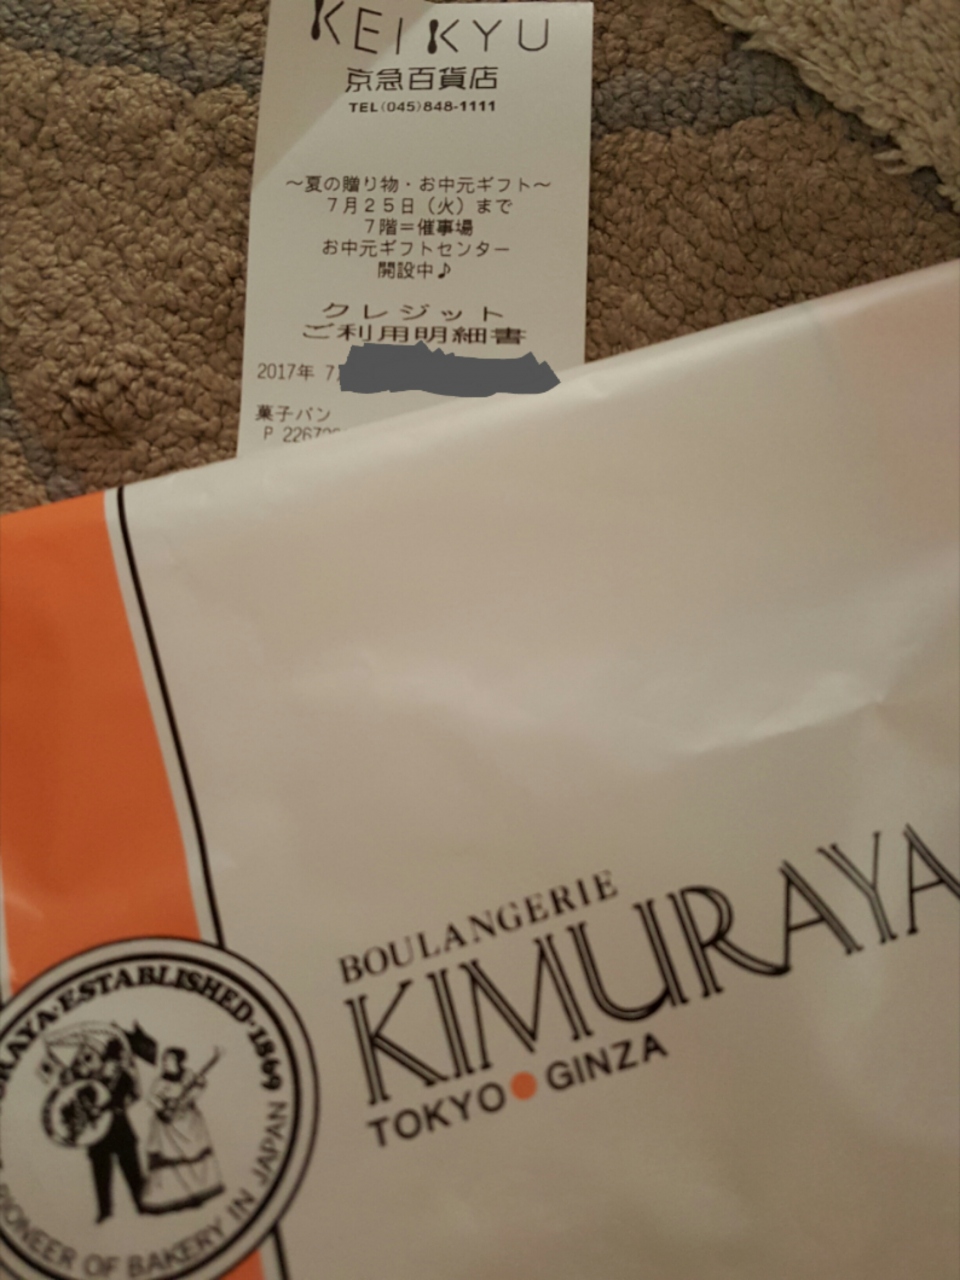 KEIKYU
京急百貨店
TEL(045)848-1111
～夏の贈り物・お中元ギフト～
7月25日（火）まで
7階＝催事場
お中元ギフトセンター
開設中♪
クレジット
ご利用明細書
2017年 7
菓子パン
P 22672
BOULANGERIE
KIMURAYA
TOKYO●GINZA
RAYA・ESTABLISHED・1869
PIONEER OF BAKERY IN JAPAN